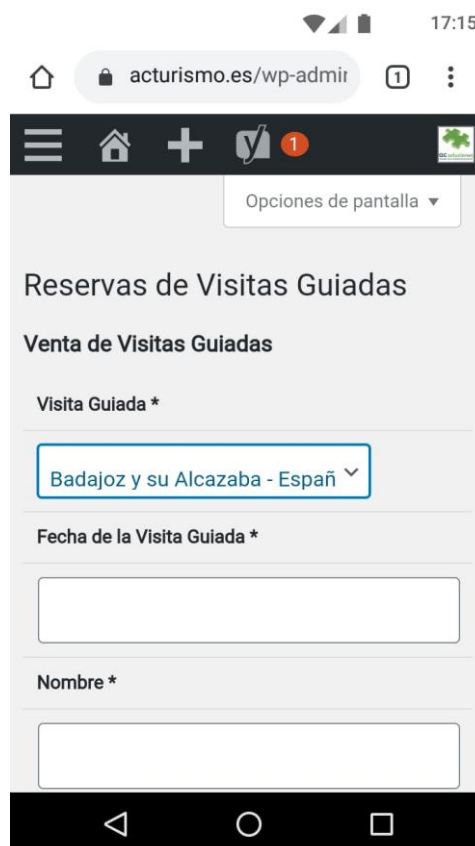 17:15
acturismo.es/wp-admir
1
1
Opciones de pantalla ▼
Reservas de Visitas Guiadas
Venta de Visitas Guiadas
Visita Guiada *
Badajoz y su Alcazaba - Españ
Fecha de la Visita Guiada *
Nombre *